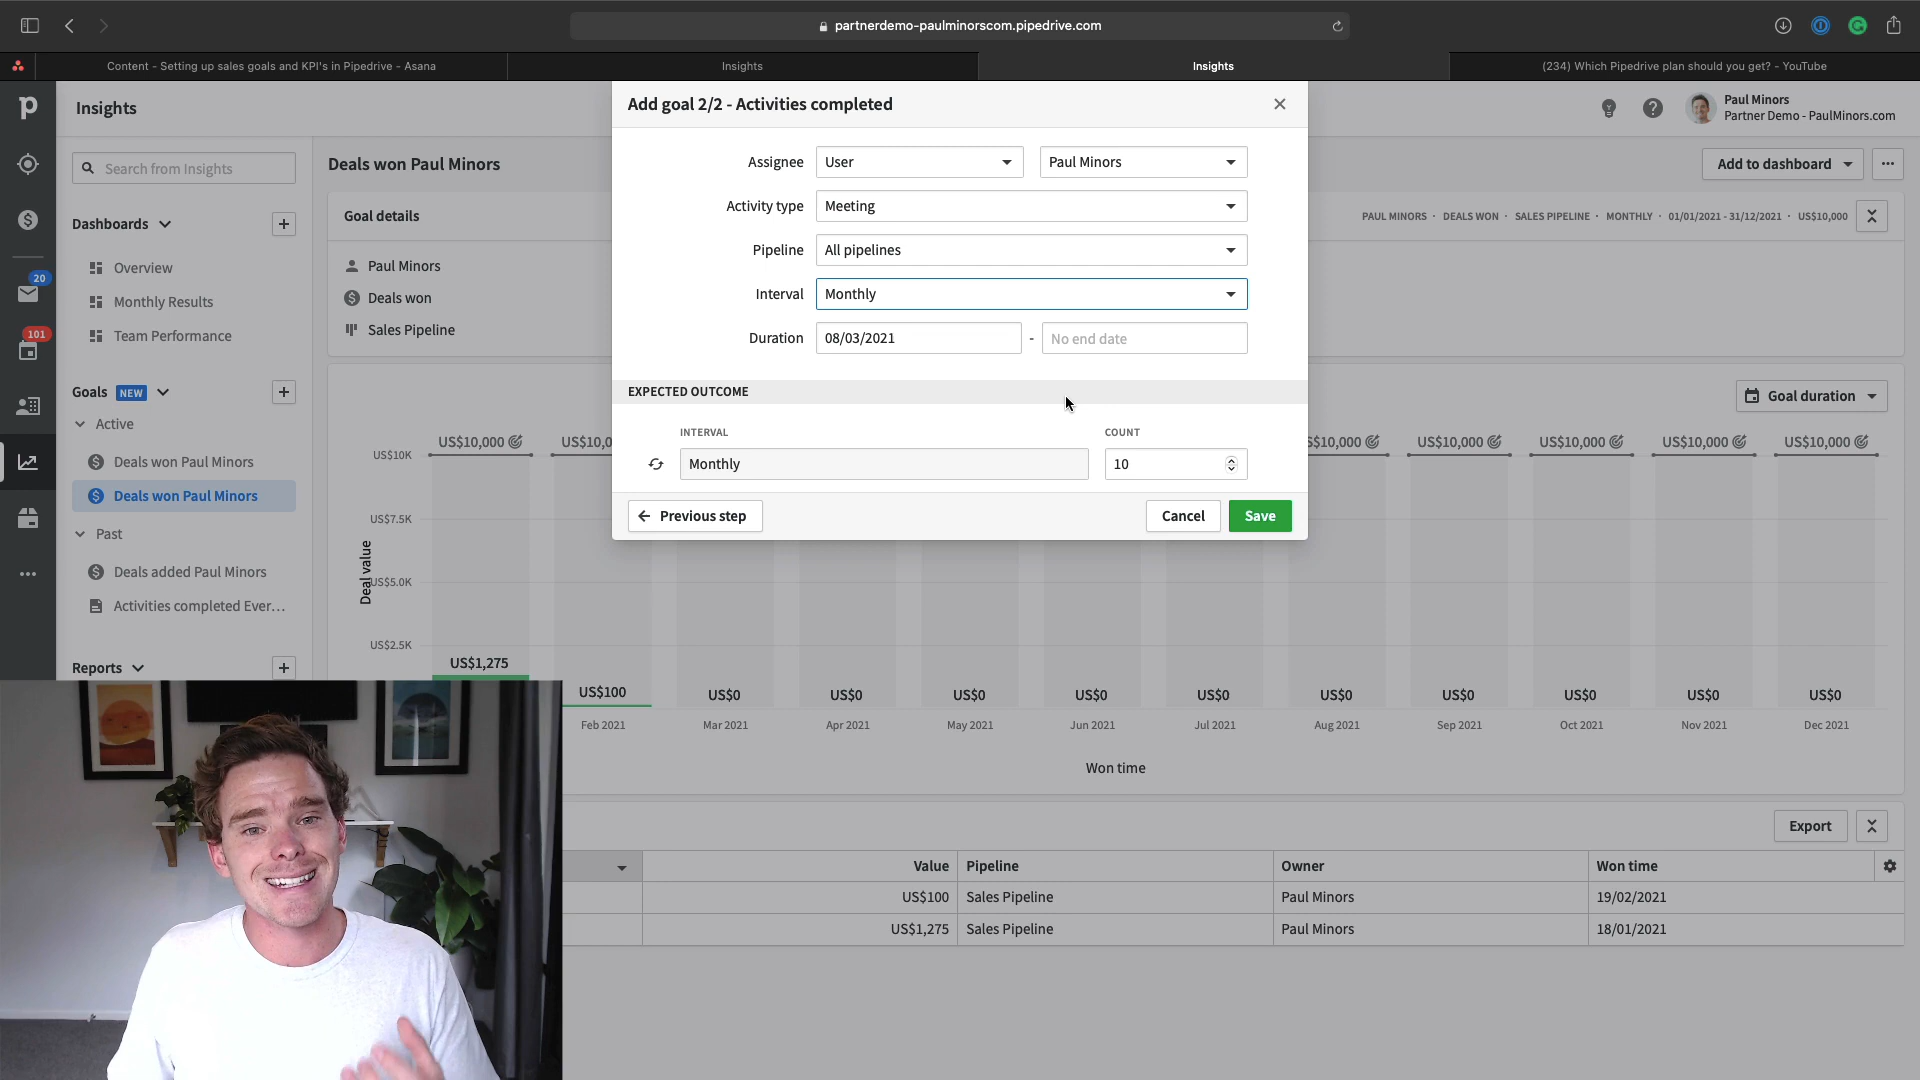 partnerdemo-paulminorscom.pipedrive.com
Content - Setting up sales goals and KPI's in Pipedrive - Asana
Insights
Insights
(234) Which Pipedrive plan should you get? - YouTube
Insights
Paul Minors
Partner Demo - PaulMinors.com
Search from Insights
Dashboards
Overview
Monthly Results
Team Performance
20
101
Goals NEW
Active
Deals won Paul Minors
Deals won Paul Minors
Past
Deals added Paul Minors
Activities completed Ever...
Reports
Deals won Paul Minors
Add to dashboard
Goal details
PAUL MINORS · DEALS WON · SALES PIPELINE · MONTHLY · 01/01/2021 - 31/12/2021 · US$10,000
Paul Minors
Deals won
Sales Pipeline
Add goal 2/2 - Activities completed
Assignee User Paul Minors
Activity type Meeting
Pipeline All pipelines
Interval Monthly
Duration 08/03/2021 - No end date
EXPECTED OUTCOME
INTERVAL COUNT
Monthly 10
Previous step Cancel Save
Goal duration
US$10,000 US$10,0 S$10,000 US$10,000 US$10,000 US$10,000 US$10,000
US$10K
US$7.5K
US$5.0K
US$2.5K
Deal value
US$1,275 US$100 US$0 US$0 US$0 US$0 US$0 US$0 US$0 US$0 US$0 US$0
Feb 2021 Mar 2021 Apr 2021 May 2021 Jun 2021 Jul 2021 Aug 2021 Sep 2021 Oct 2021 Nov 2021 Dec 2021
Won time
Export
Value Pipeline Owner Won time
US$100 Sales Pipeline Paul Minors 19/02/2021
US$1,275 Sales Pipeline Paul Minors 18/01/2021